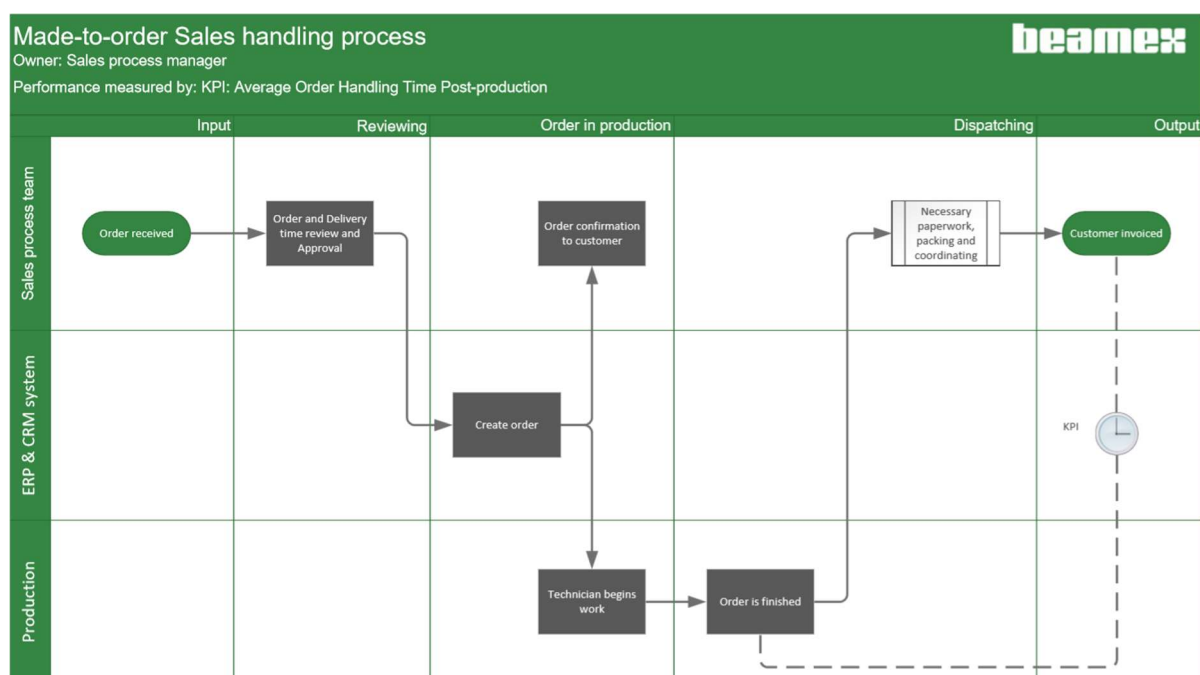 Made-to-order Sales handling process
beamex
Owner: Sales process manager
Performance measured by: KPI: Average Order Handling Time Post-production
Input
Reviewing
Order in production
Dispatching
Output
Sales process team
Order received
Order and Delivery
time review and
Approval
Order confirmation
to customer
Necessary
paperwork,
packing and
coordinating
Customer invoiced
ERP & CRM system
Create order
KPI
Production
Technician begins
work
Order is finished